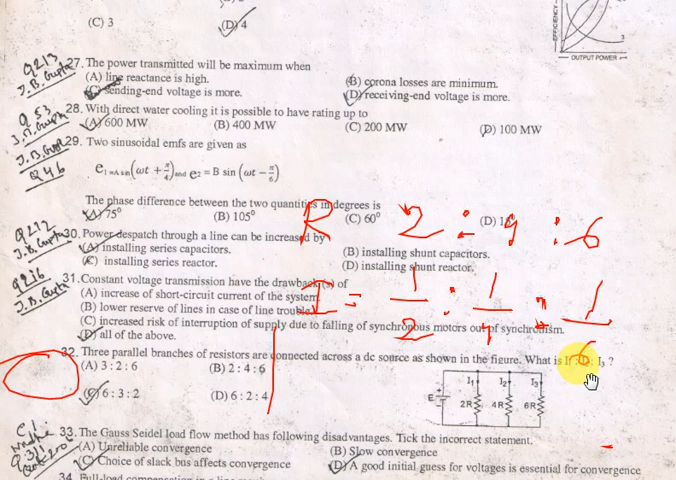 (C) 3
(D) 4
EFFICIENCY
3
OUTPUT POWER
Q213
J.B. Gupta
27. The power transmitted will be maximum when
(A) line reactance is high.
(B) corona losses are minimum.
(C) sending-end voltage is more.
(D) receiving-end voltage is more.
Q 53
J.B. Gupta
28. With direct water cooling it is possible to have rating up to
(A) 600 MW
(B) 400 MW
(C) 200 MW
(D) 100 MW
J.B. Gupta
Q46
29. Two sinusoidal emfs are given as
e1 = A sin (ωt + π/4) and e2 = B sin (ωt − π/6)
The phase difference between the two quantities in degrees is
(A) 75°
(B) 105°
(C) 60°
(D) 1
R 2 : 4 : 6
Q212
J.B. Gupta
30. Power despatch through a line can be increased by
(A) installing series capacitors.
(B) installing shunt capacitors.
(C) installing series reactor.
(D) installing shunt reactor.
Q216
J.B. Gupta
31. Constant voltage transmission have the drawback(s) of
(A) increase of short-circuit current of the system.
(B) lower reserve of lines in case of line trouble.
(C) increased risk of interruption of supply due to falling of synchronous motors out of synchronism.
(D) all of the above.
I = 1/2 : 1/4 : 1/6
32. Three parallel branches of resistors are connected across a dc source as shown in the figure. What is I1 : I2 : I3 ?
(A) 3 : 2 : 6
(B) 2 : 4 : 6
(C) 6 : 3 : 2
(D) 6 : 2 : 4
I1 I2 I3
E 2R 4R 6R
33. The Gauss Seidel load flow method has following disadvantages. Tick the incorrect statement.
(A) Unreliable convergence
(B) Slow convergence
(C) Choice of slack bus affects convergence
(D) A good initial guess for voltages is essential for convergence